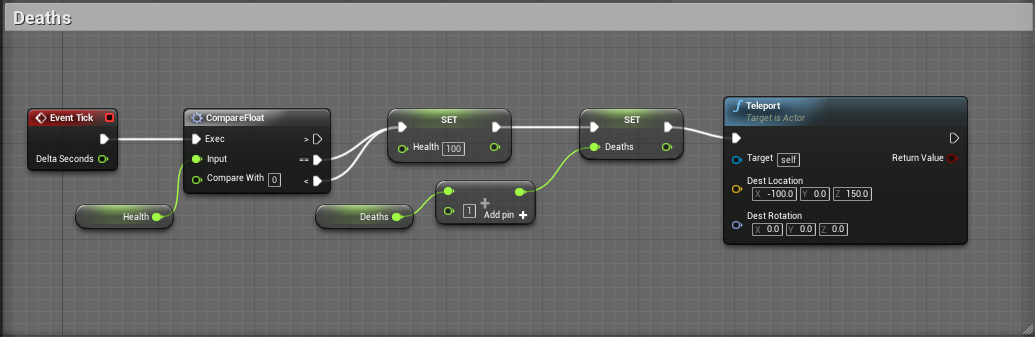 Deaths
Event Tick
Delta Seconds
CompareFloat
Exec >
Input ==
Compare With 0 <
Health
SET
Health 100
Deaths
1 Add pin
SET
Deaths
Teleport
Target is Actor
Target self Return Value
Dest Location
X -100.0 Y 0.0 Z 150.0
Dest Rotation
X 0.0 Y 0.0 Z 0.0